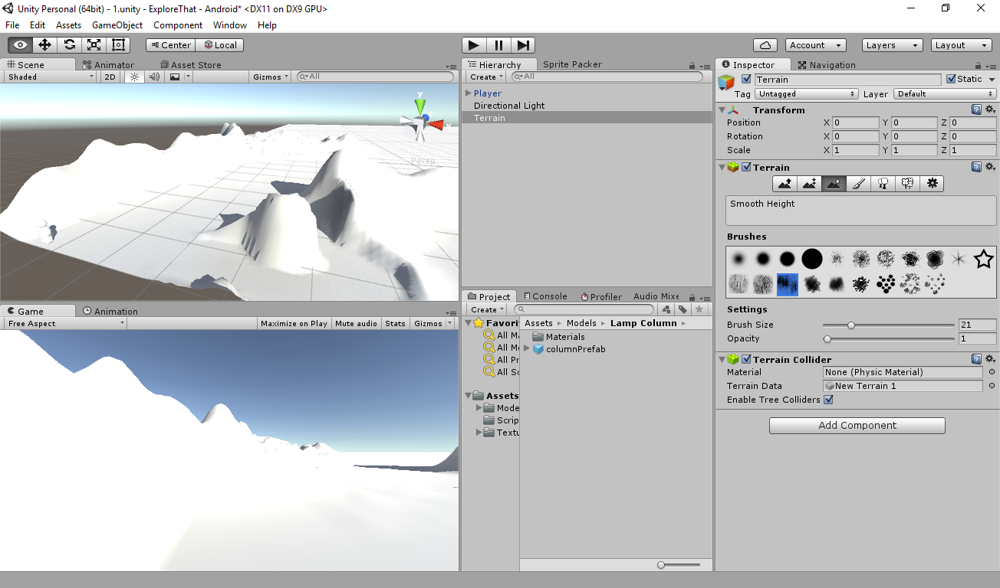 Unity Personal (64bit) - 1.unity - ExploreThat - Android* <DX11 on DX9 GPU>
File Edit Assets GameObject Component Window Help
Center Local Account Layers Layout
Scene Animator Asset Store
Shaded 2D Gizmos All
y
x
Persp
Game Animation
Free Aspect Maximize on Play Mute audio Stats Gizmos
Hierarchy Sprite Packer
Create All
Player
Directional Light
Terrain
Project Console Profiler Audio Mixe
Create
Favori
All Ma
All Mo
All Pr
All Sc
Assets
Mode
Scrip
Textu
Assets Models Lamp Column
Materials
columnPrefab
Inspector Navigation
Terrain Static
Tag Untagged Layer Default
Transform
Position X 0 Y 0 Z 0
Rotation X 0 Y 0 Z 0
Scale X 1 Y 1 Z 1
Terrain
Smooth Height
Brushes
Settings
Brush Size 21
Opacity 1
Terrain Collider
Material None (Physic Material)
Terrain Data New Terrain 1
Enable Tree Colliders
Add Component